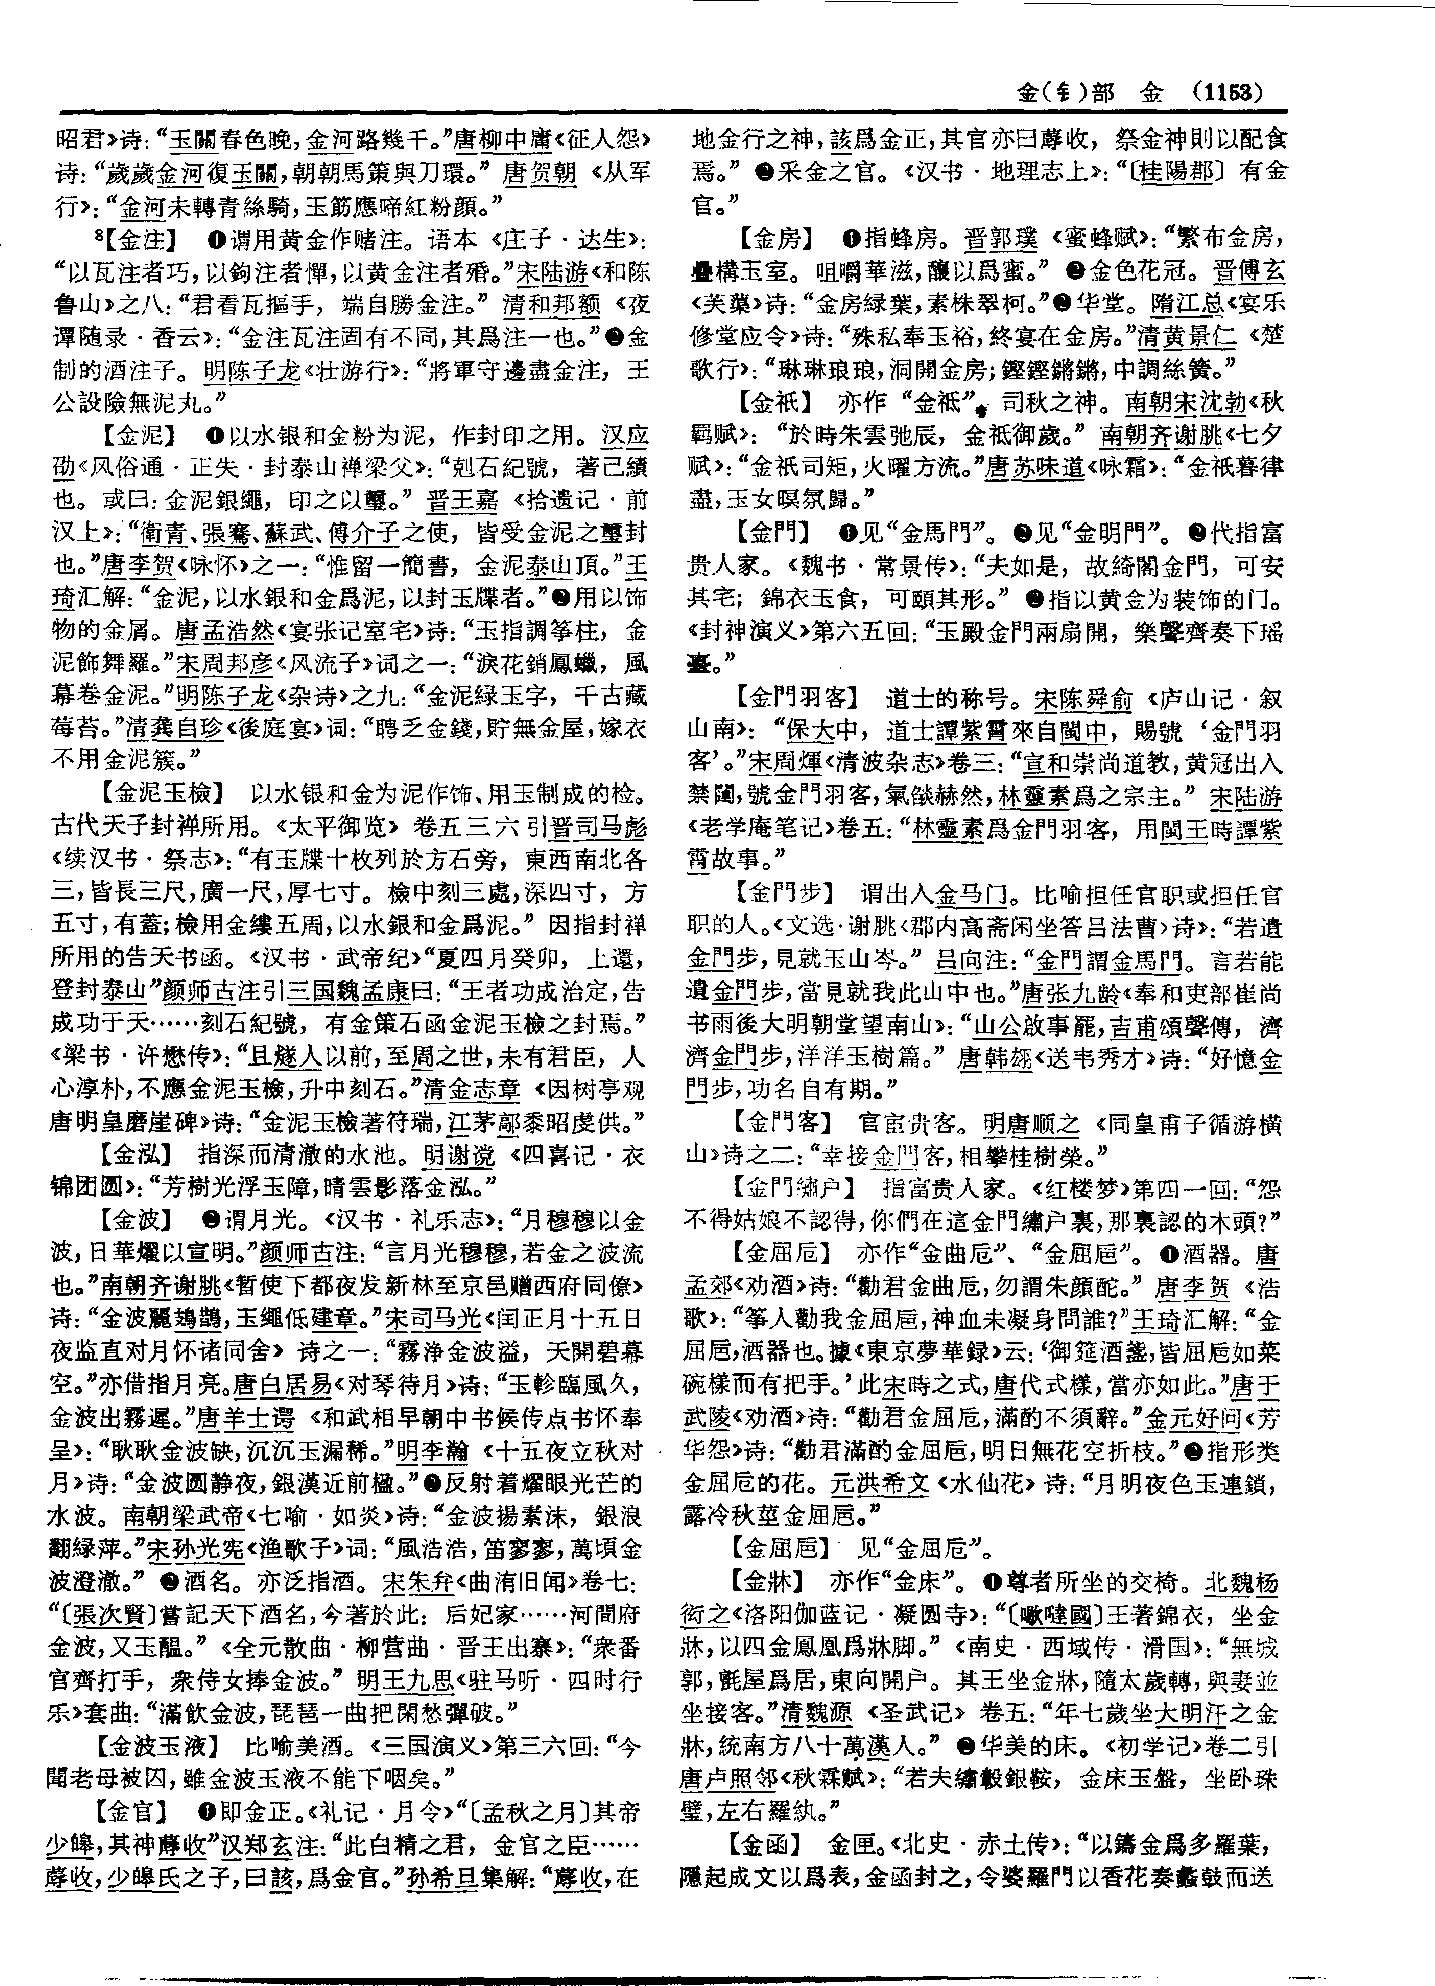 金(钅)部　金　(1153)
昭君》诗：“玉關春色晚，金河路幾千。”唐柳中庸《征人怨》
诗：“歲歲金河復玉關，朝朝馬策與刀環。”唐贺朝《从军
行》：“金河未轉青絲騎，玉筯應啼紅粉顔。”
8【金注】　❶谓用黄金作赌注。语本《庄子·达生》：
“以瓦注者巧，以鉤注者憚，以黄金注者殙。”宋陆游《和陈
鲁山》之八：“君看瓦摳手，端自勝金注。”清和邦额《夜
谭随录·香云》：“金注瓦注固有不同，其爲注一也。”❷金
制的酒注子。明陈子龙《壮游行》：“將軍守邊盡金注，王
公設險無泥丸。”
【金泥】　❶以水银和金粉为泥，作封印之用。汉应
劭《风俗通·正失·封泰山禅梁父》：“剋石紀號，著己績
也。或曰：金泥銀繩，印之以璽。”晋王嘉《拾遗记·前
汉上》：“衛青、張騫、蘇武、傅介子之使，皆受金泥之璽封
也。”唐李贺《咏怀》之一：“惟留一簡書，金泥泰山頂。”王
琦汇解：“金泥，以水銀和金爲泥，以封玉牒者。”❷用以饰
物的金屑。唐孟浩然《宴张记室宅》诗：“玉指調筝柱，金
泥飾舞羅。”宋周邦彦《风流子》词之一：“淚花銷鳳蠟，風
幕卷金泥。”明陈子龙《杂诗》之九：“金泥緑玉字，千古藏
莓苔。”清龚自珍《後庭宴》词：“聘乏金錢，貯無金屋，嫁衣
不用金泥簇。”
【金泥玉檢】　以水银和金为泥作饰、用玉制成的检。
古代天子封禅所用。《太平御览》卷五三六引晋司马彪
《续汉书·祭志》：“有玉牒十枚列於方石旁，東西南北各
三，皆長三尺，廣一尺，厚七寸。檢中刻三處，深四寸，方
五寸，有蓋；檢用金縷五周，以水銀和金爲泥。”因指封禅
所用的告天书函。《汉书·武帝纪》“夏四月癸卯，上還，
登封泰山”颜师古注引三国魏孟康曰：“王者功成治定，告
成功于天……刻石紀號，有金策石函金泥玉檢之封焉。”
《梁书·许懋传》：“且燧人以前，至周之世，未有君臣，人
心淳朴，不應金泥玉檢，升中刻石。”清金志章《因树亭观
唐明皇磨崖碑》诗：“金泥玉檢著符瑞，江茅鄗黍昭虔供。”
【金泓】　指深而清澈的水池。明谢谠《四喜记·衣
锦团圆》：“芳樹光浮玉障，晴雲影落金泓。”
【金波】　❶谓月光。《汉书·礼乐志》：“月穆穆以金
波，日華燿以宣明。”颜师古注：“言月光穆穆，若金之波流
也。”南朝齐谢朓《暂使下都夜发新林至京邑赠西府同僚》
诗：“金波麗鳷鵲，玉繩低建章。”宋司马光《闰正月十五日
夜监直对月怀诸同舍》诗之一：“霧浄金波溢，天開碧幕
空。”亦借指月亮。唐白居易《对琴待月》诗：“玉軫臨風久，
金波出霧遲。”唐羊士谔《和武相早朝中书候传点书怀奉
呈》：“耿耿金波缺，沉沉玉漏稀。”明李瀚《十五夜立秋对
月》诗：“金波圆静夜，銀漢近前楹。”❷反射着耀眼光芒的
水波。南朝梁武帝《七喻·如炎》诗：“金波揚素沫，銀浪
翻緑萍。”宋孙光宪《渔歌子》词：“風浩浩，笛寥寥，萬頃金
波澄澈。”❸酒名。亦泛指酒。宋朱弁《曲洧旧闻》卷七：
“〔張次賢〕嘗記天下酒名，今著於此：后妃家……河間府
金波，又玉醖。”《全元散曲·柳营曲·晋王出寨》：“衆番
官齊打手，衆侍女捧金波。”明王九思《驻马听·四时行
乐》套曲：“滿飲金波，琵琶一曲把閑愁彈破。”
【金波玉液】　比喻美酒。《三国演义》第三六回：“今
聞老母被囚，雖金波玉液不能下咽矣。”
【金官】　❶即金正。《礼记·月令》“〔孟秋之月〕其帝
少皞，其神蓐收”汉郑玄注：“此白精之君，金官之臣……
蓐收，少皞氏之子，曰該，爲金官。”孙希旦集解：“蓐收，在
地金行之神，該爲金正，其官亦曰蓐收，祭金神則以配食
焉。”❷采金之官。《汉书·地理志上》：“〔桂陽郡〕有金
官。”
【金房】　❶指蜂房。晋郭璞《蜜蜂赋》：“繁布金房，
疊構玉室。咀嚼華滋，釀以爲蜜。”❷金色花冠。晋傅玄
《芙蕖》诗：“金房緑葉，素株翠柯。”❸华堂。隋江总《宴乐
修堂应令》诗：“殊私奉玉裕，終宴在金房。”清黄景仁《楚
歌行》：“琳琳琅琅，洞開金房；鏗鏗鏘鏘，中調絲簧。”
【金祇】　亦作“金祗”。司秋之神。南朝宋沈勃《秋
羁赋》：“於時朱雲弛辰，金祗御歲。”南朝齐谢朓《七夕
赋》：“金祇司矩，火曜方流。”唐苏味道《咏霜》：“金祇暮律
盡，玉女暝氛歸。”
【金門】　❶见“金馬門”。❷见“金明門”。❸代指富
贵人家。《魏书·常景传》：“夫如是，故綺閣金門，可安
其宅；錦衣玉食，可頤其形。”❹指以黄金为装饰的门。
《封神演义》第六五回：“玉殿金門兩扇開，樂聲齊奏下瑶
臺。”
【金門羽客】　道士的称号。宋陈舜俞《庐山记·叙
山南》：“保大中，道士譚紫霄來自閩中，賜號‘金門羽
客’。”宋周煇《清波杂志》卷三：“宣和崇尚道教，黄冠出入
禁闥，號金門羽客，氣燄赫然，林靈素爲之宗主。”宋陆游
《老学庵笔记》卷五：“林靈素爲金門羽客，用閩王時譚紫
霄故事。”
【金門步】　谓出入金马门。比喻担任官职或担任官
职的人。《文选·谢朓〈郡内高斋闲坐答吕法曹〉诗》：“若遺
金門步，見就玉山岑。”吕向注：“金門謂金馬門。言若能
遺金門步，當見就我此山中也。”唐张九龄《奉和吏部崔尚
书雨後大明朝堂望南山》：“山公啟事罷，吉甫頌聲傳，濟
濟金門步，洋洋玉樹篇。”唐韩翃《送韦秀才》诗：“好憶金
門步，功名自有期。”
【金門客】　官宦贵客。明唐顺之《同皇甫子循游横
山》诗之二：“幸接金門客，相攀桂樹榮。”
【金門繡户】　指富贵人家。《红楼梦》第四一回：“怨
不得姑娘不認得，你們在這金門繡户裏，那裏認的木頭？”
【金屈卮】　亦作“金曲卮”、“金屈巵”。❶酒器。唐
孟郊《劝酒》诗：“勸君金曲卮，勿謂朱顔酡。”唐李贺《浩
歌》：“筝人勸我金屈巵，神血未凝身問誰？”王琦汇解：“金
屈巵，酒器也。據《東京夢華録》云：‘御筵酒盞，皆屈卮如菜
碗樣而有把手。’此宋時之式，唐代式樣，當亦如此。”唐于
武陵《劝酒》诗：“勸君金屈卮，滿酌不須辭。”金元好问《芳
华怨》诗：“勸君滿酌金屈巵，明日無花空折枝。”❷指形类
金屈卮的花。元洪希文《水仙花》诗：“月明夜色玉連鎖，
露冷秋莖金屈巵。”
【金屈巵】　见“金屈卮”。
【金牀】　亦作“金床”。❶尊者所坐的交椅。北魏杨
衒之《洛阳伽蓝记·凝圆寺》：“〔嚈噠國〕王著錦衣，坐金
牀，以四金鳳凰爲牀脚。”《南史·西域传·滑国》：“無城
郭，氈屋爲居，東向開户。其王坐金牀，隨太歲轉，與妻並
坐接客。”清魏源《圣武记》卷五：“年七歲坐大明汗之金
牀，統南方八十萬漢人。”❷华美的床。《初学记》卷二引
唐卢照邻《秋霖赋》：“若夫繡轂銀鞍，金床玉盤，坐卧珠
璧，左右羅紈。”
【金函】　金匣。《北史·赤土传》：“以鑄金爲多羅葉，
隱起成文以爲表，金函封之，令婆羅門以香花奏蠡鼓而送